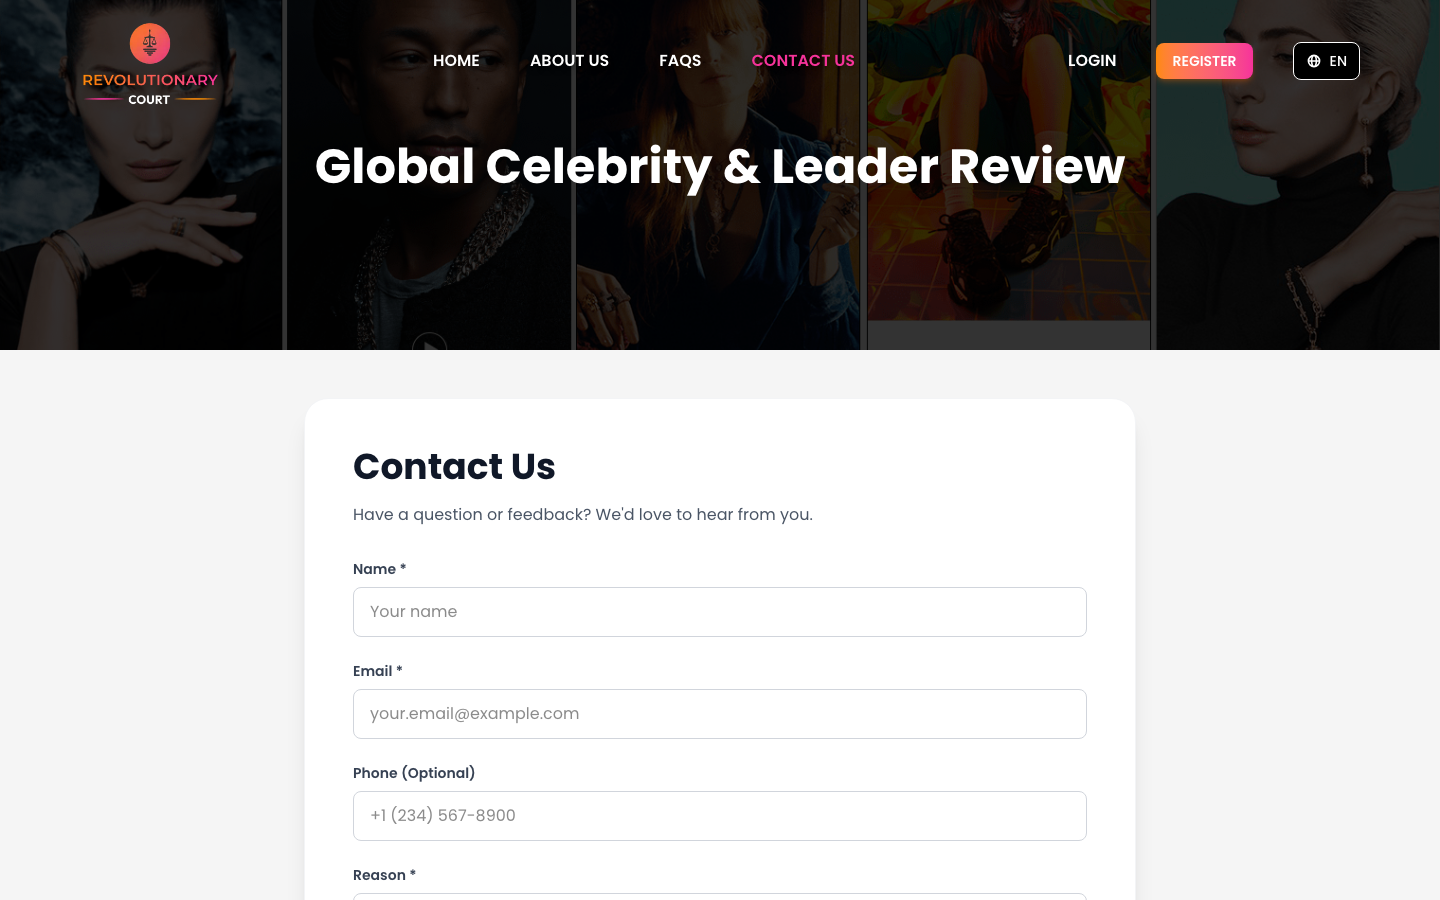 REVOLUTIONARY
COURT
HOME
ABOUT US
FAQS
CONTACT US
LOGIN
REGISTER
EN
Global Celebrity & Leader Review
Contact Us
Have a question or feedback? We'd love to hear from you.
Name *
Your name
Email *
your.email@example.com
Phone (Optional)
+1 (234) 567-8900
Reason *